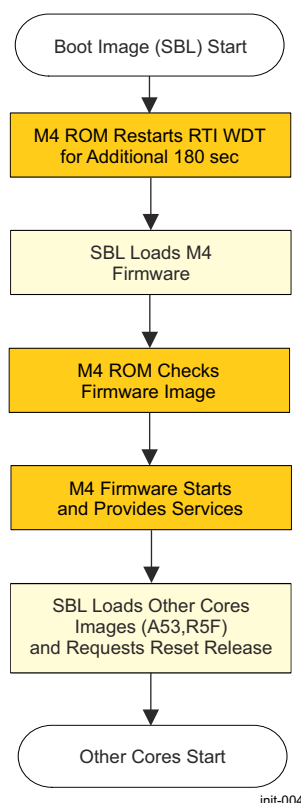 Boot Image (SBL) Start
M4 ROM Restarts RTI WDT
for Additional 180 sec
SBL Loads M4
Firmware
M4 ROM Checks
Firmware Image
M4 Firmware Starts
and Provides Services
SBL Loads Other Cores
Images (A53,R5F)
and Requests Reset Release
Other Cores Start
init-004